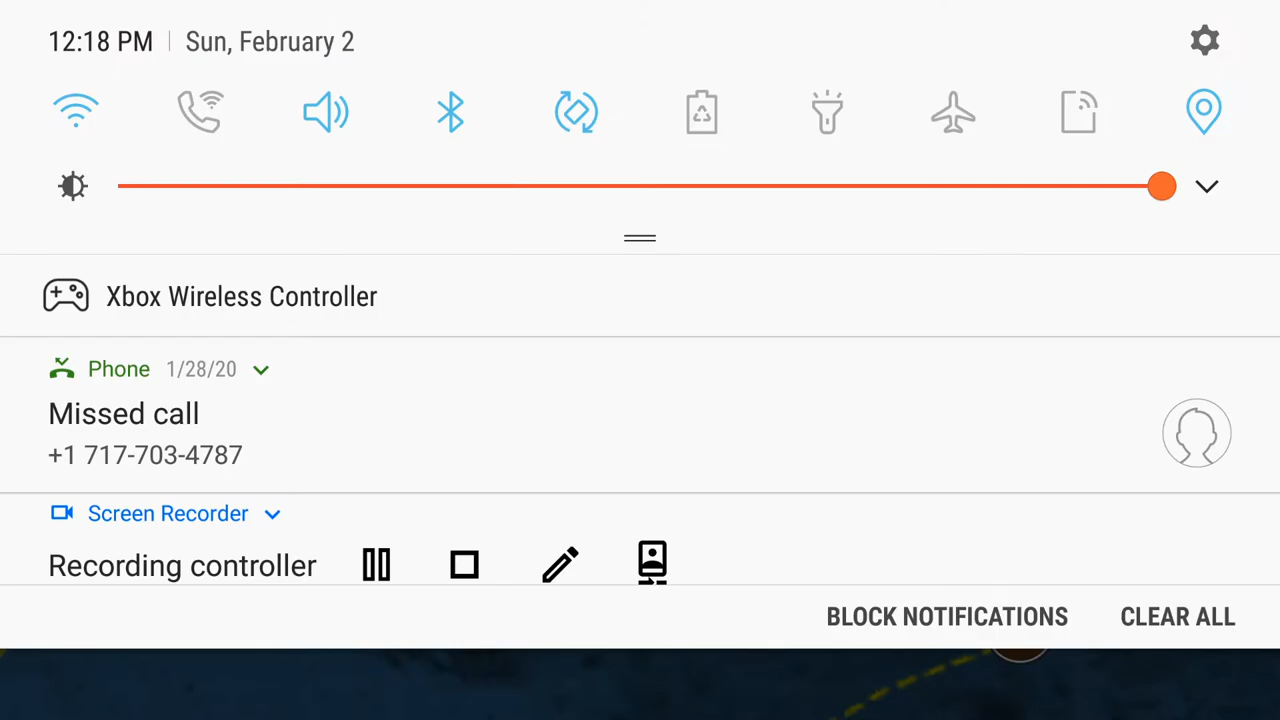 12:18 PM | Sun, February 2
Xbox Wireless Controller
Phone 1/28/20
Missed call
+1 717-703-4787
Screen Recorder
Recording controller
BLOCK NOTIFICATIONS CLEAR ALL